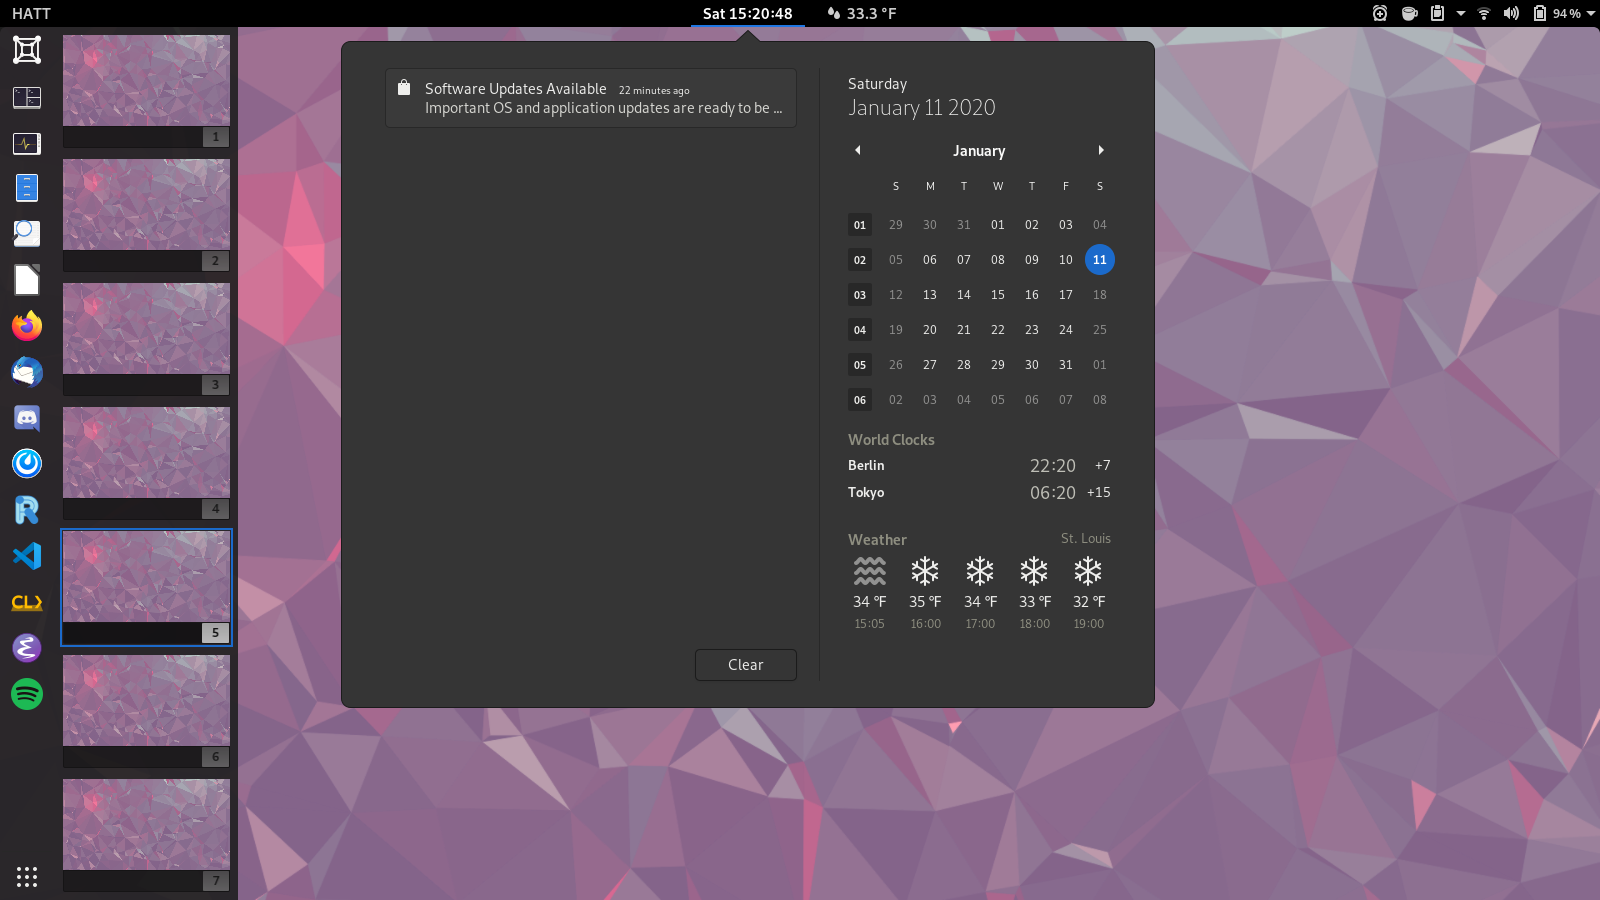 HATT
Sat 15:20:48
33.3 °F
94 %
1
2
3
4
5
6
7
CLX
Software Updates Available 22 minutes ago
Important OS and application updates are ready to be ...
Clear
Saturday
January 11 2020
January
S M T W T F S
01 29 30 31 01 02 03 04
02 05 06 07 08 09 10 11
03 12 13 14 15 16 17 18
04 19 20 21 22 23 24 25
05 26 27 28 29 30 31 01
06 02 03 04 05 06 07 08
World Clocks
Berlin 22:20 +7
Tokyo 06:20 +15
Weather St. Louis
34 °F 35 °F 34 °F 33 °F 32 °F
15:05 16:00 17:00 18:00 19:00